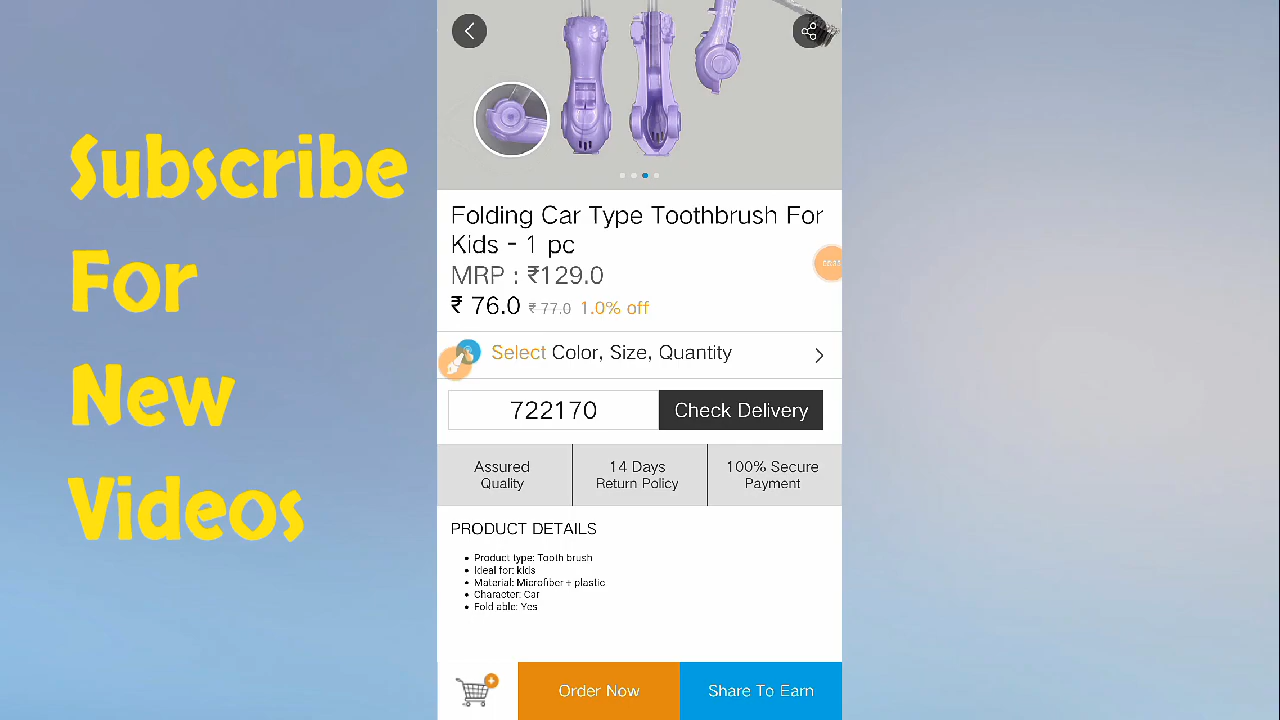 Subscribe
For
New
Videos
Folding Car Type Toothbrush For
Kids - 1 pc
MRP : ₹129.0
₹ 76.0 ₹ 77.0 1.0% off
Select Color, Size, Quantity
722170 Check Delivery
Assured
Quality
14 Days
Return Policy
100% Secure
Payment
PRODUCT DETAILS
Product type: Tooth brush
Ideal for: kids
Material: Microfiber + plastic
Character: Car
Fold able: Yes
Order Now
Share To Earn